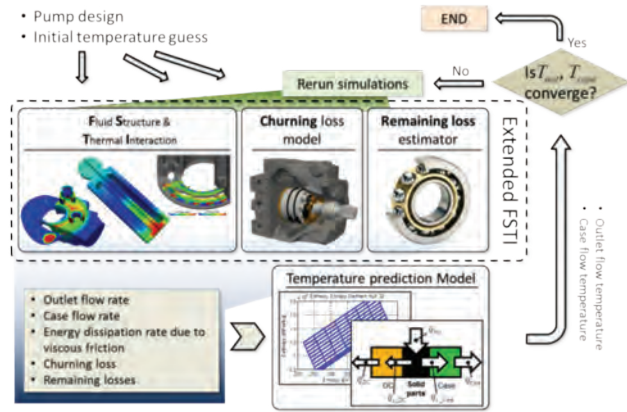 • Pump design
• Initial temperature guess
END
Yes
No
Is T_out, T_case
converge?
Rerun simulations
Fluid Structure &
Thermal Interaction
Churning loss
model
Remaining loss
estimator
Extended FSTI
• Outlet flow temperature
• Case flow temperature
• Outlet flow rate
• Case flow rate
• Energy dissipation rate due to
viscous friction
• Churning loss
• Remaining losses
Temperature prediction Model
Solid
parts
Case